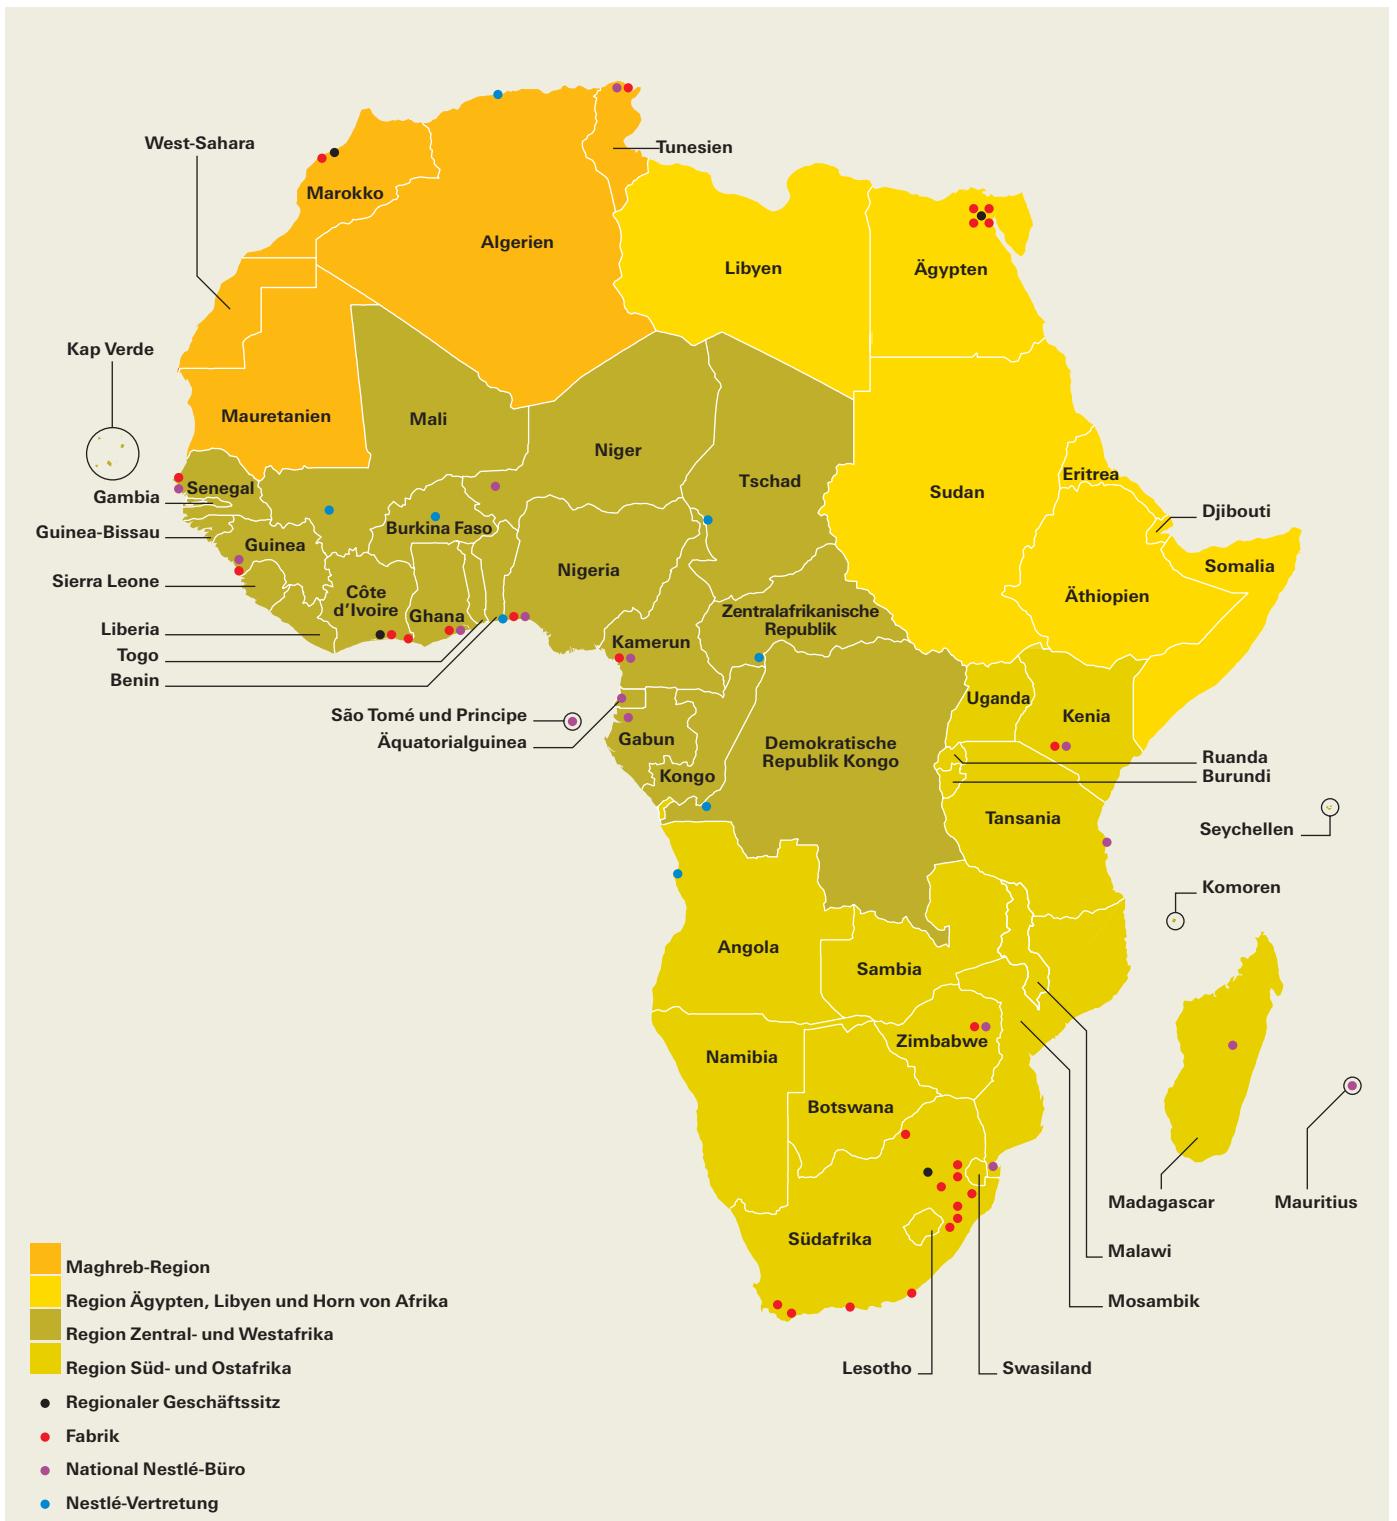 West-Sahara
Tunesien
Marokko
Algerien
Libyen
Ägypten
Kap Verde
Mauretanien
Mali
Niger
Tschad
Sudan
Eritrea
Senegal
Gambia
Djibouti
Burkina Faso
Guinea-Bissau
Guinea
Somalia
Nigeria
Sierra Leone
Côte
d’Ivoire
Äthiopien
Ghana
Zentralafrikanische
Republik
Liberia
Kamerun
Togo
Benin
Uganda
São Tomé und Principe
Kenia
Äquatorialguinea
Gabun
Demokratische
Republik Kongo
Ruanda
Kongo
Burundi
Tansania
Seychellen
Komoren
Angola
Sambia
Zimbabwe
Namibia
Botswana
Madagascar
Mauritius
Südafrika
Malawi
Mosambik
Lesotho
Swasiland
Maghreb-Region
Region Ägypten, Libyen und Horn von Afrika
Region Zentral- und Westafrika
Region Süd- und Ostafrika
Regionaler Geschäftssitz
Fabrik
National Nestlé-Büro
Nestlé-Vertretung